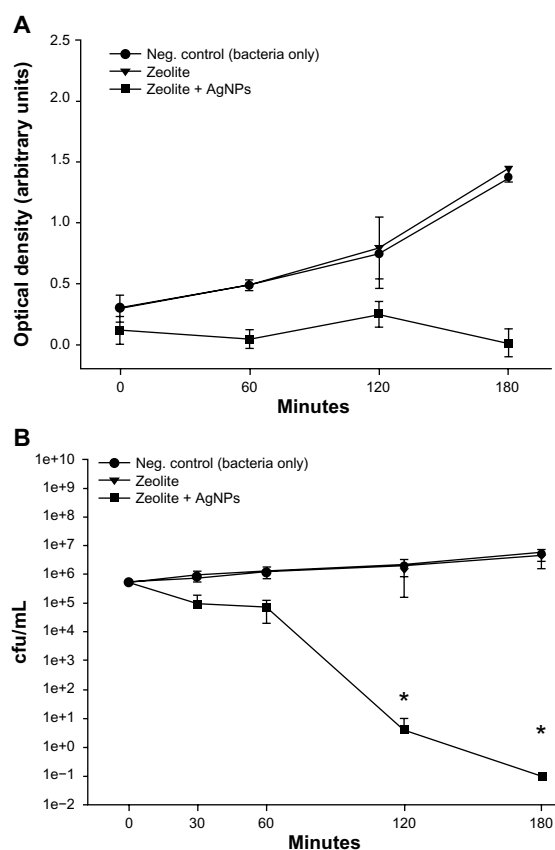 A
Optical density (arbitrary units)
2.5
2.0
1.5
1.0
0.5
0.0
Neg. control (bacteria only)
Zeolite
Zeolite + AgNPs
0
60
120
180
Minutes
B
cfu/mL
1e+10
1e+9
1e+8
1e+7
1e+6
1e+5
1e+4
1e+3
1e+2
1e+1
1e+0
1e−1
1e−2
Neg. control (bacteria only)
Zeolite
Zeolite + AgNPs
*
*
0
30
60
120
180
Minutes